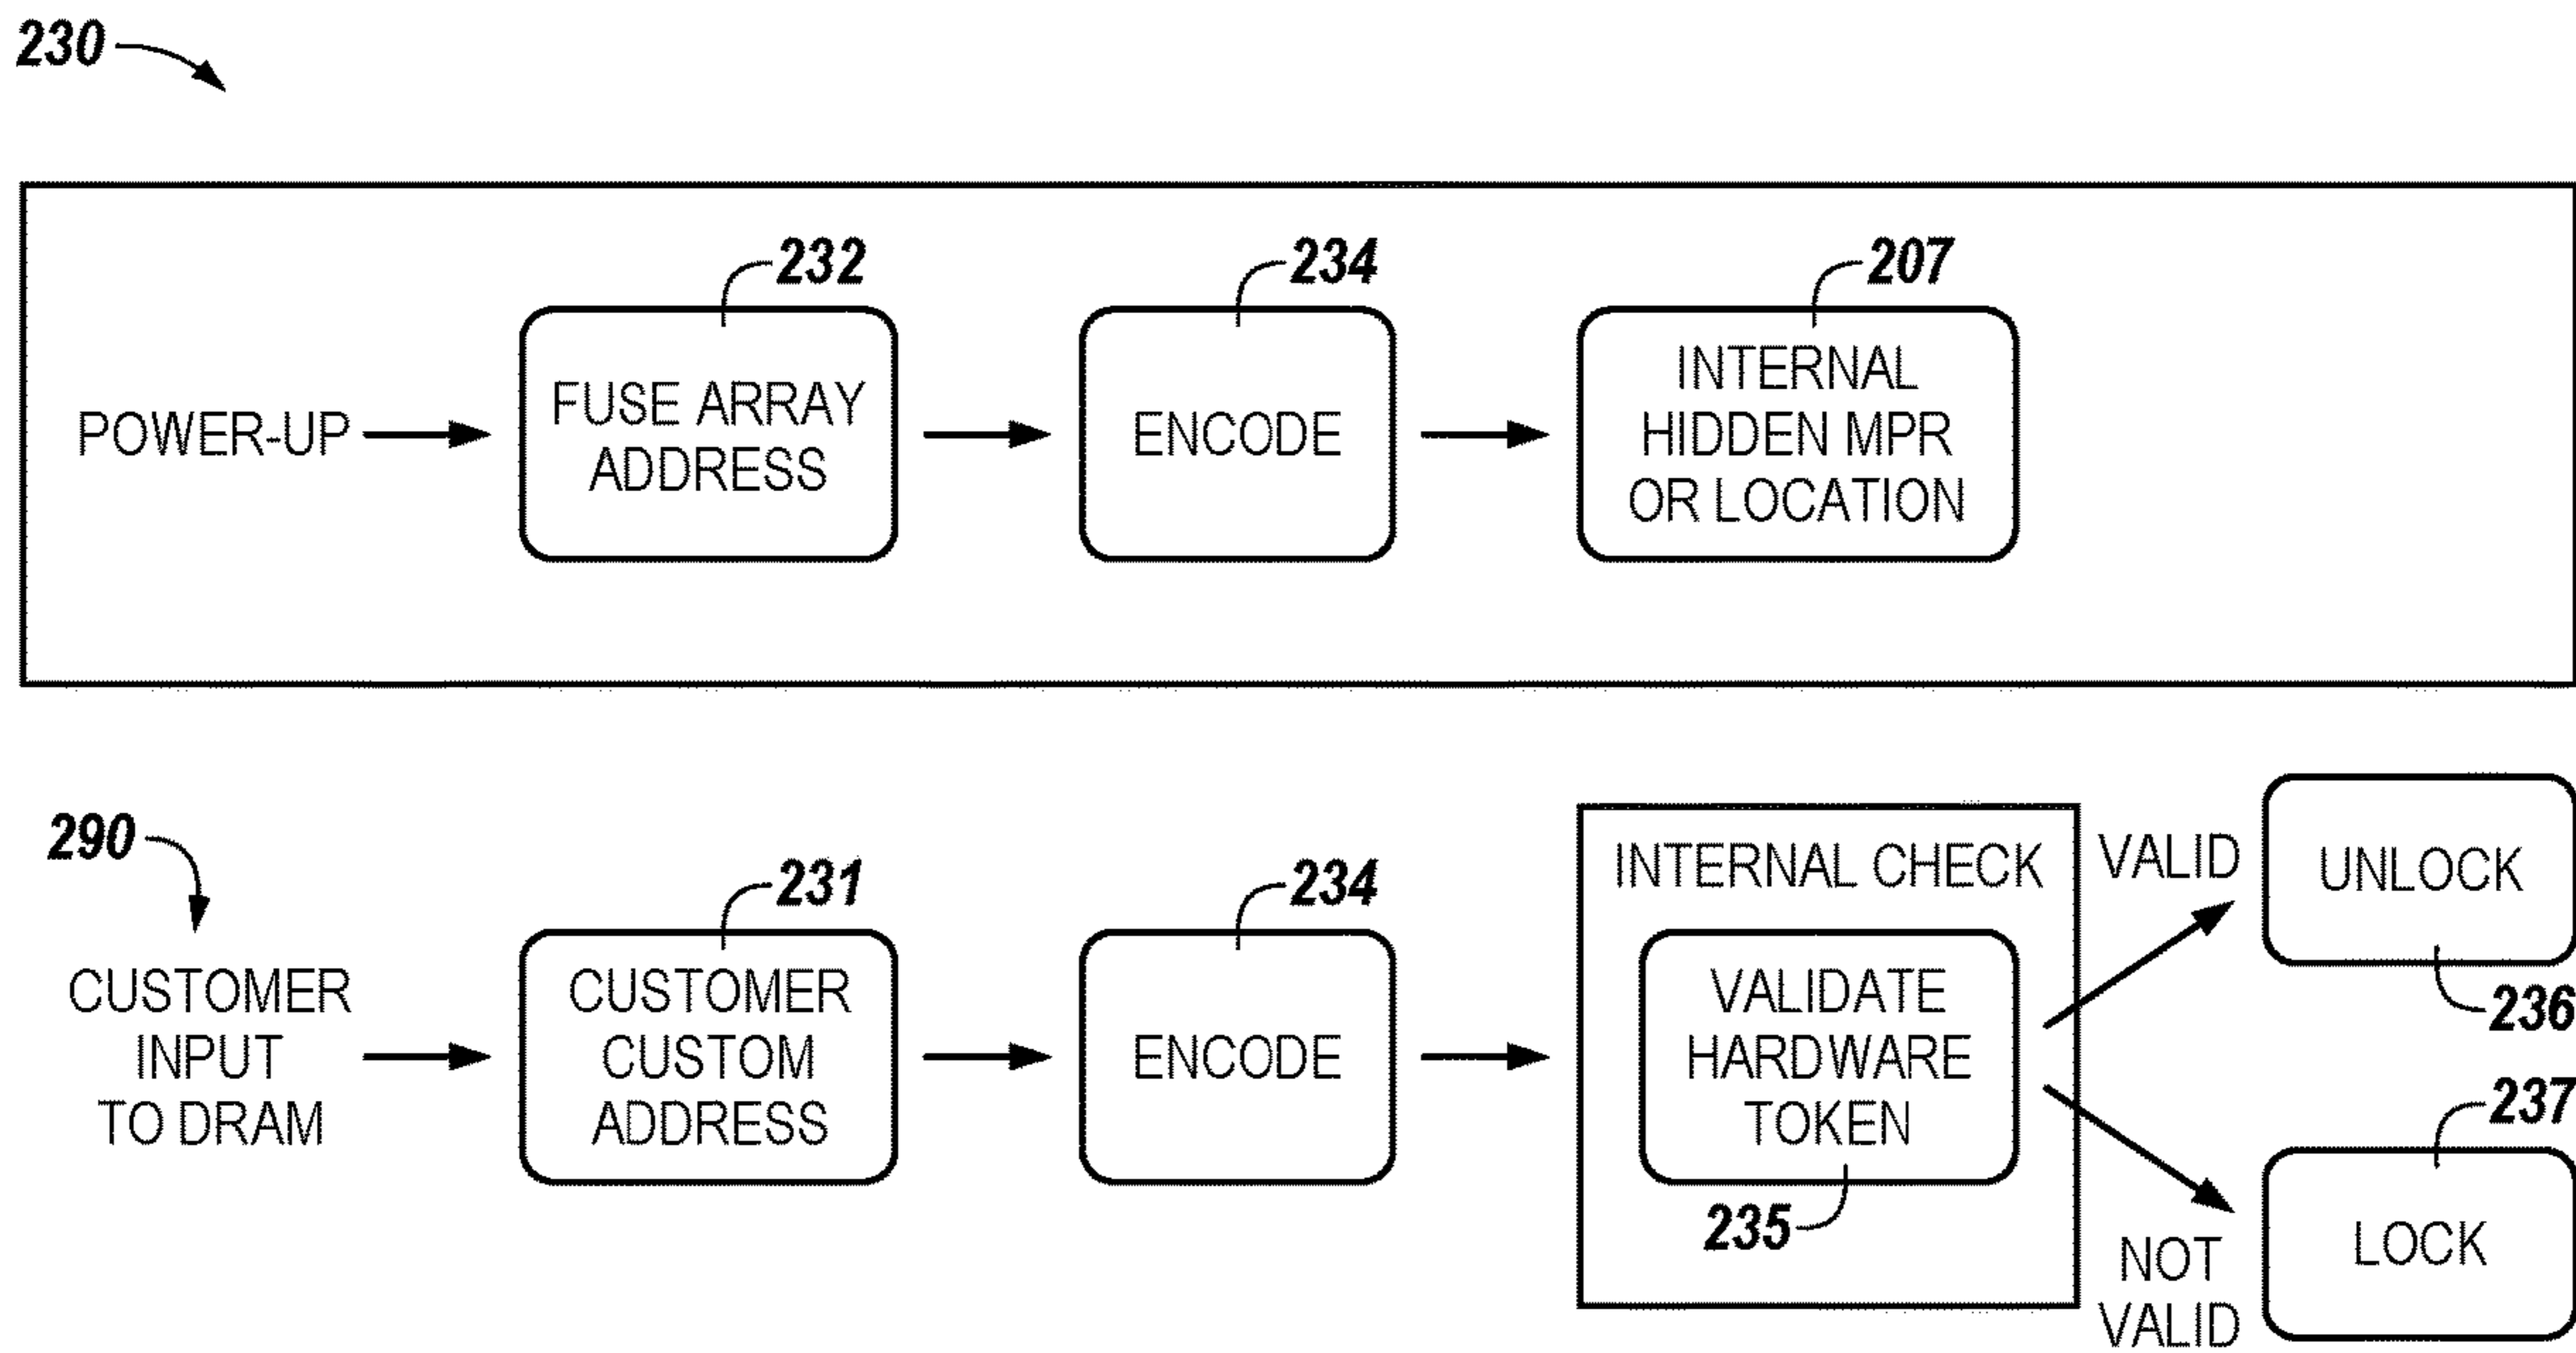 230
232
234
207
POWER-UP
FUSE ARRAY
ADDRESS
ENCODE
INTERNAL
HIDDEN MPR
OR LOCATION
290
CUSTOMER
INPUT
TO DRAM
231
CUSTOMER
CUSTOM
ADDRESS
234
ENCODE
INTERNAL CHECK
VALIDATE
HARDWARE
TOKEN
235
VALID
UNLOCK
236
NOT
VALID
237
LOCK